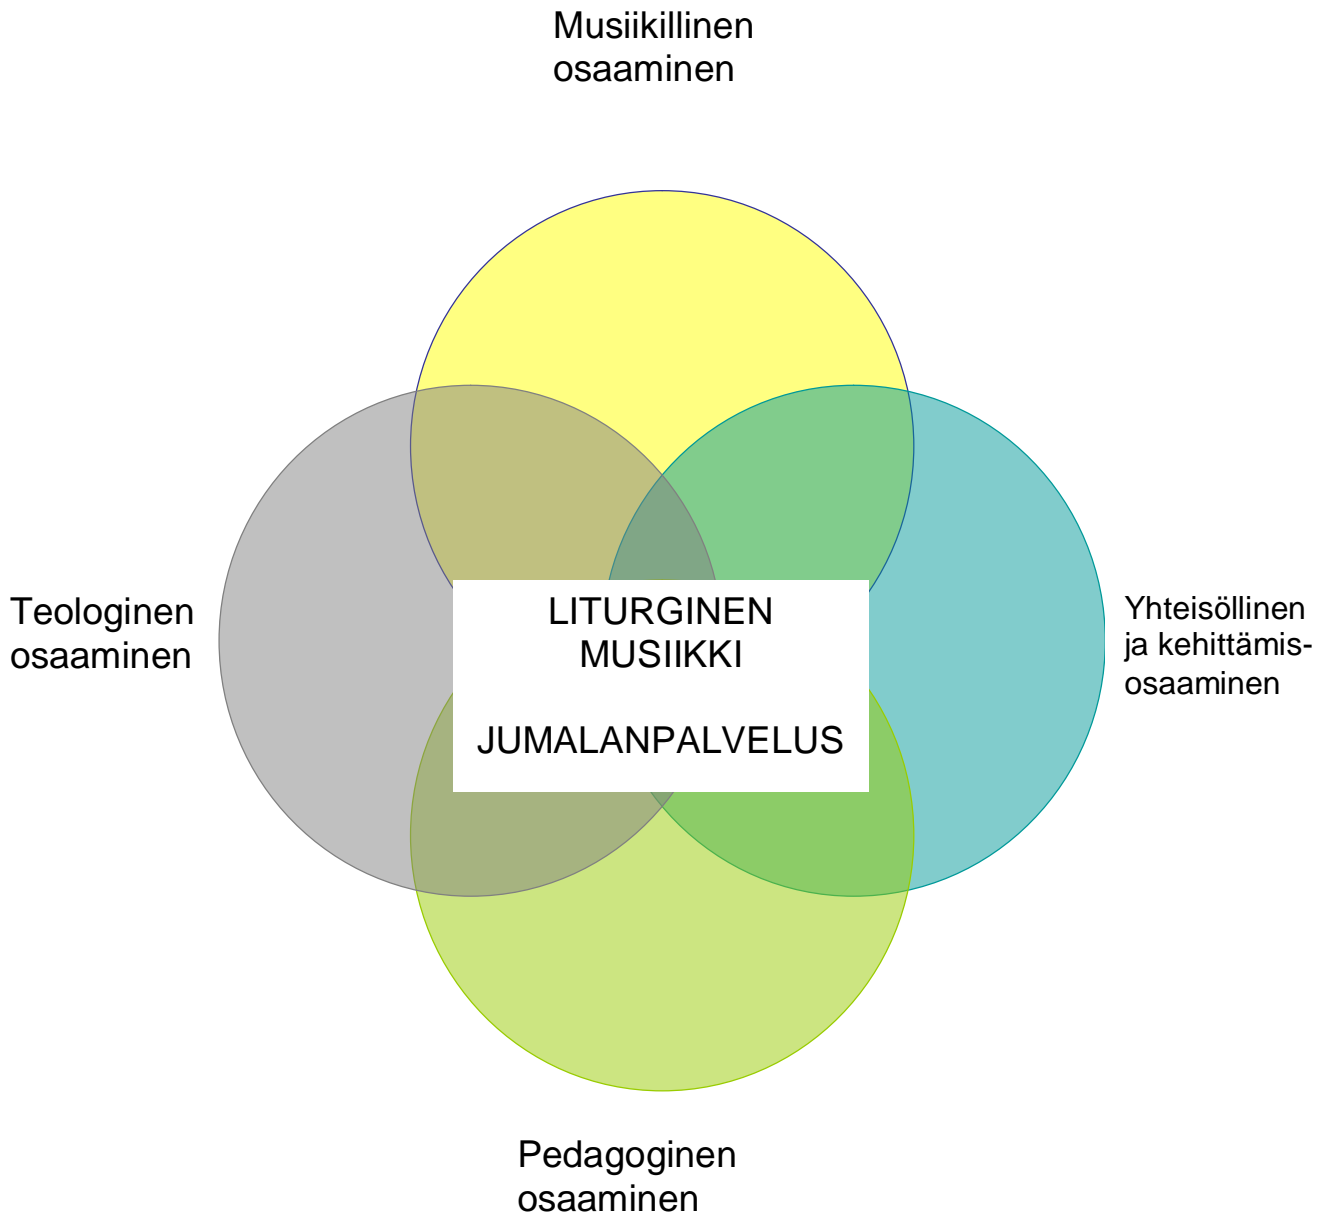 Musiikillinen
osaaminen
Teologinen
osaaminen
LITURGINEN
MUSIIKKI
JUMALANPALVELUS
Yhteisöllinen
ja kehittämis-
osaaminen
Pedagoginen
osaaminen